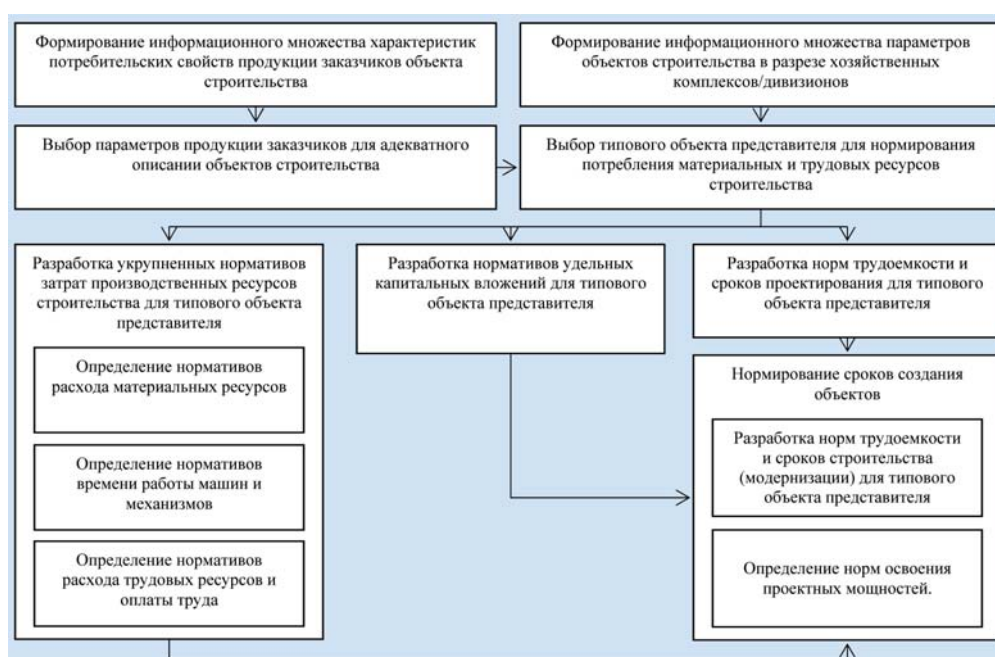 Формирование информационного множества характеристик
потребительских свойств продукции заказчиков объекта
строительства
Формирование информационного множества параметров
объектов строительства в разрезе хозяйственных
комплексов/дивизионов
Выбор параметров продукции заказчиков для адекватного
описании объектов строительства
Выбор типового объекта представителя для нормирования
потребления материальных и трудовых ресурсов
строительства
Разработка укрупненных нормативов
затрат производственных ресурсов
строительства для типового объекта
представителя
Определение нормативов
расхода материальных ресурсов
Определение нормативов
времени работы машин и
механизмов
Определение нормативов
расхода трудовых ресурсов и
оплаты труда
Разработка нормативов удельных
капитальных вложений для типового
объекта представителя
Разработка норм трудоемкости и
сроков проектирования для типового
объекта представителя
Нормирование сроков создания
объектов
Разработка норм трудоемкости
и сроков строительства
(модернизации) для типового
объекта представителя
Определение норм освоения
проектных мощностей.